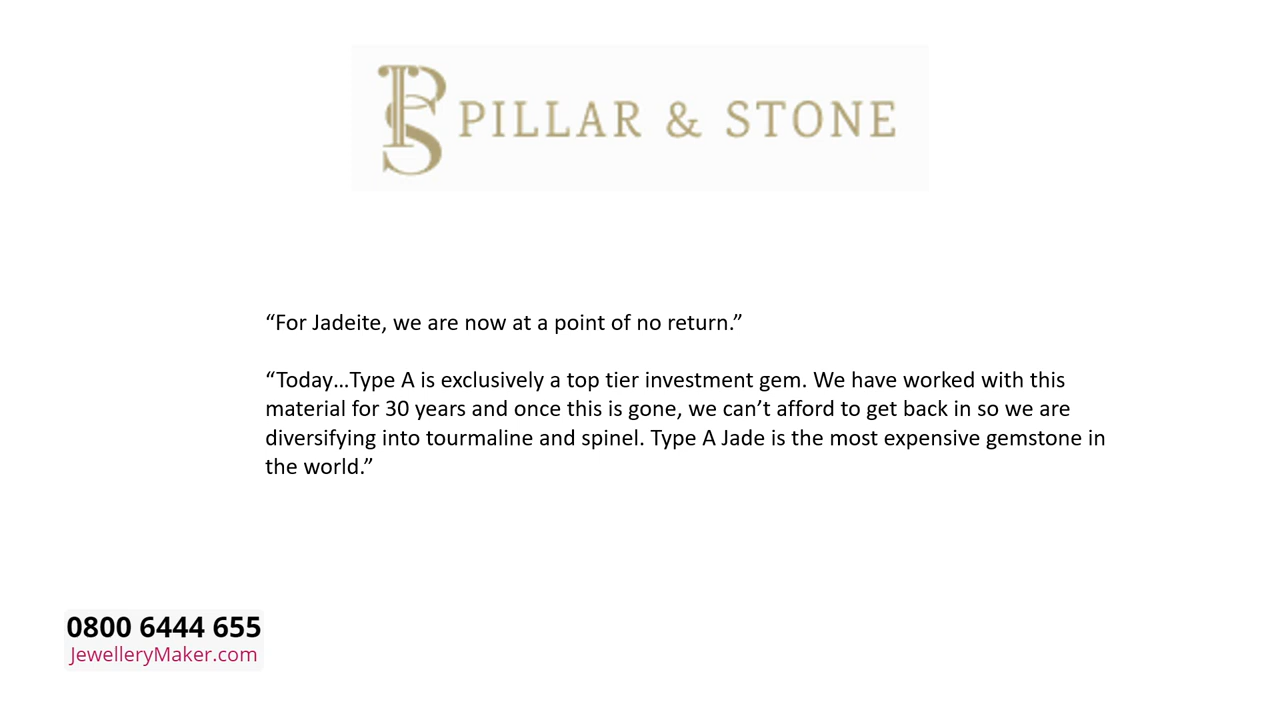 PS PILLAR & STONE
“For Jadeite, we are now at a point of no return.”
“Today…Type A is exclusively a top tier investment gem. We have worked with this
material for 30 years and once this is gone, we can’t afford to get back in so we are
diversifying into tourmaline and spinel. Type A Jade is the most expensive gemstone in
the world.”
0800 6444 655
JewelleryMaker.com